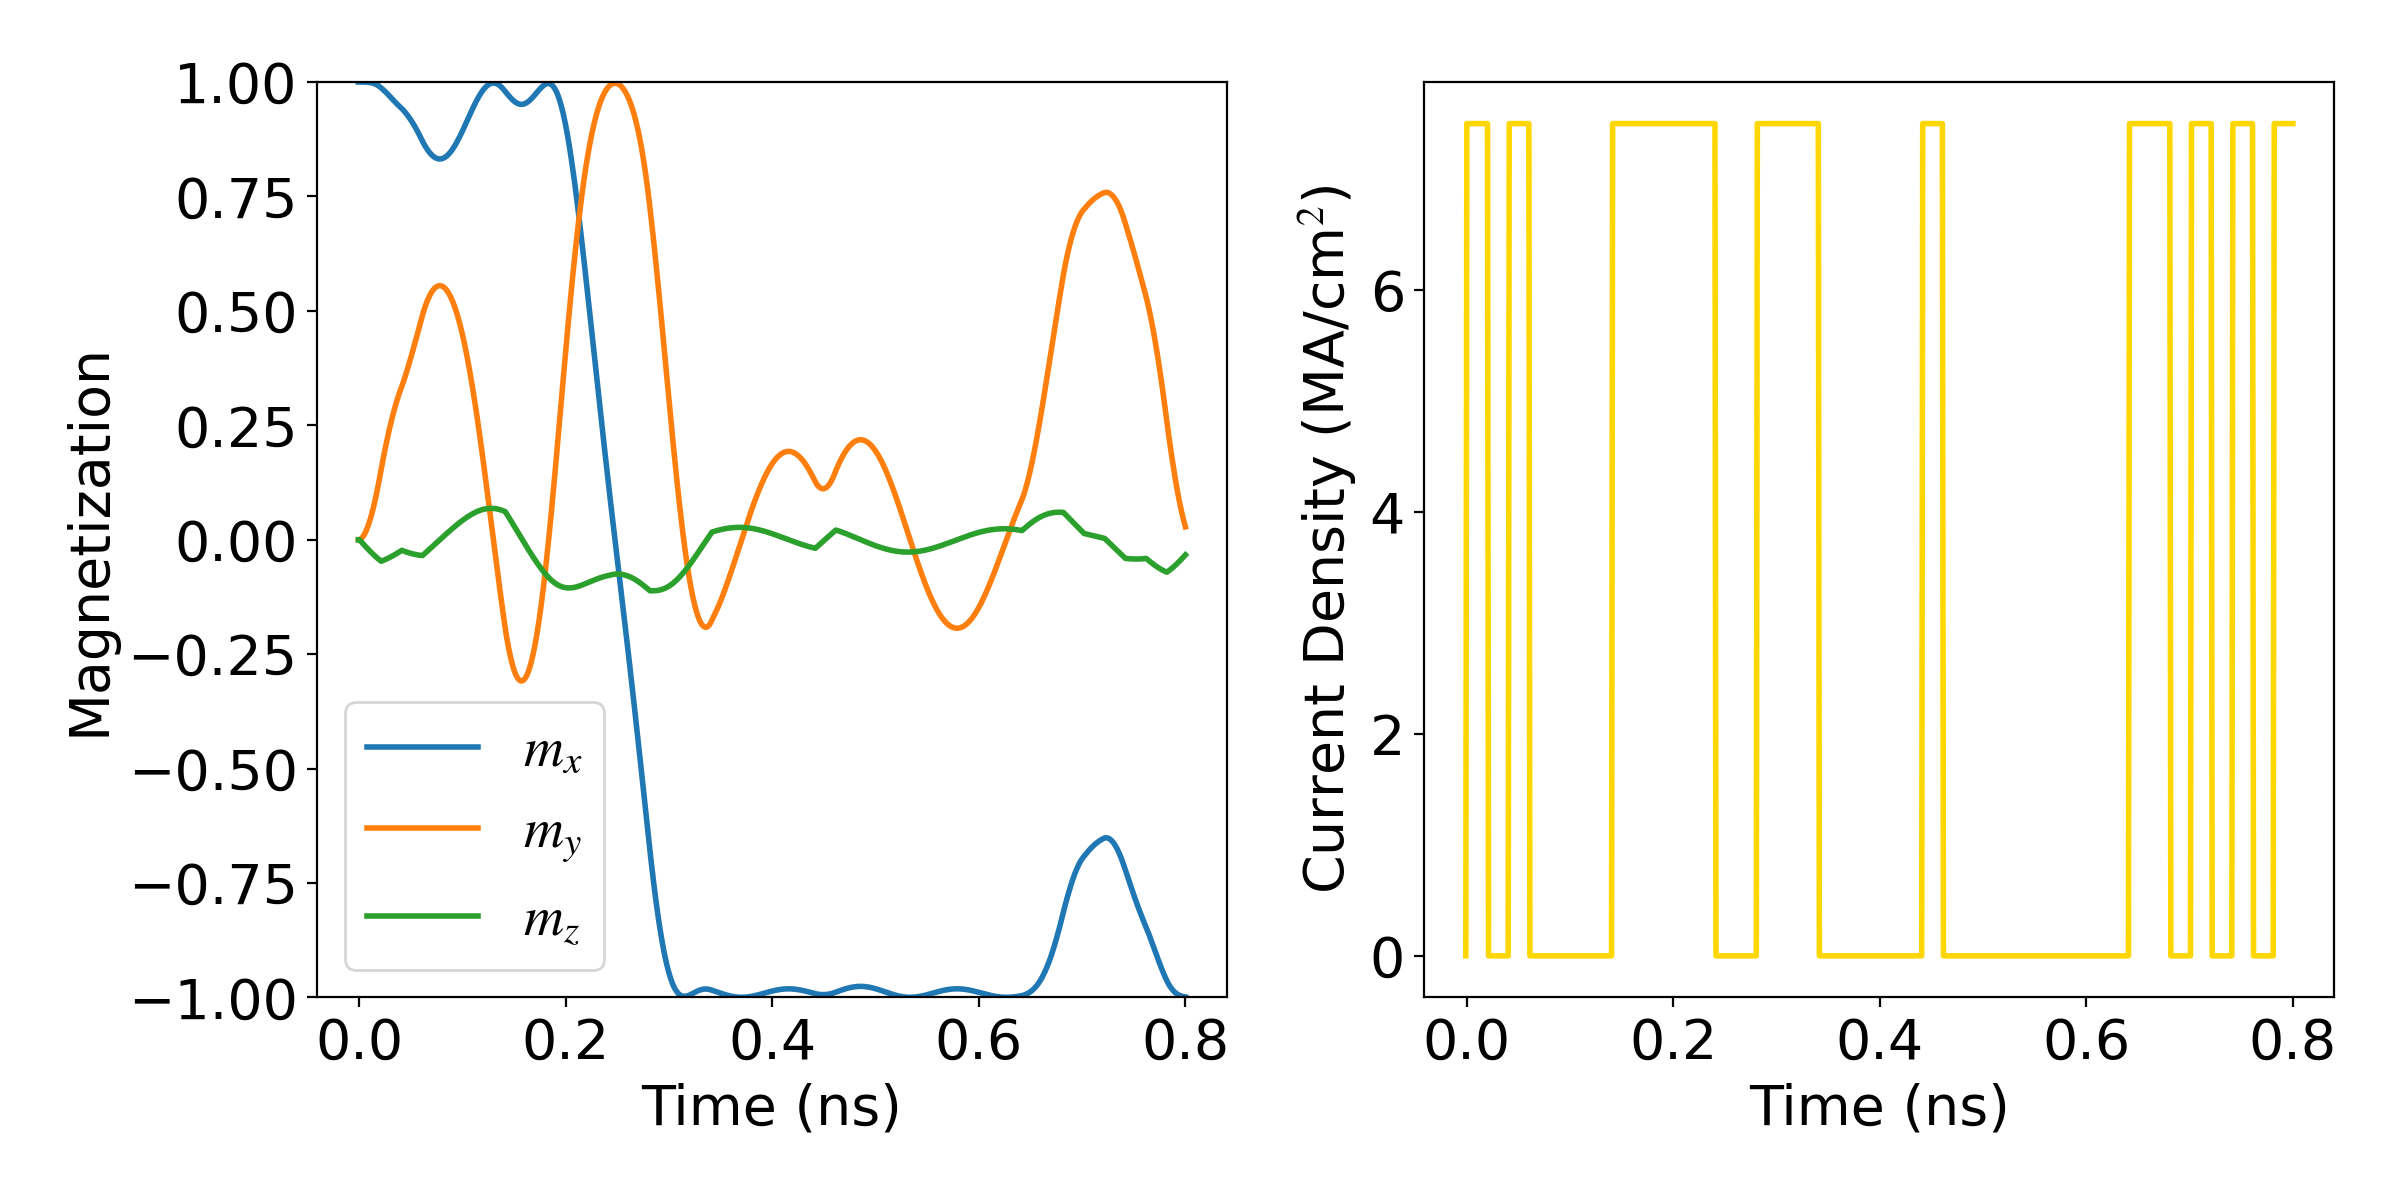 Magnetization
1.00
0.75
0.50
0.25
0.00
−0.25
−0.50
−0.75
−1.00
m_x
m_y
m_z
0.0 0.2 0.4 0.6 0.8
Time (ns)
Current Density (MA/cm²)
6
4
2
0
0.0 0.2 0.4 0.6 0.8
Time (ns)